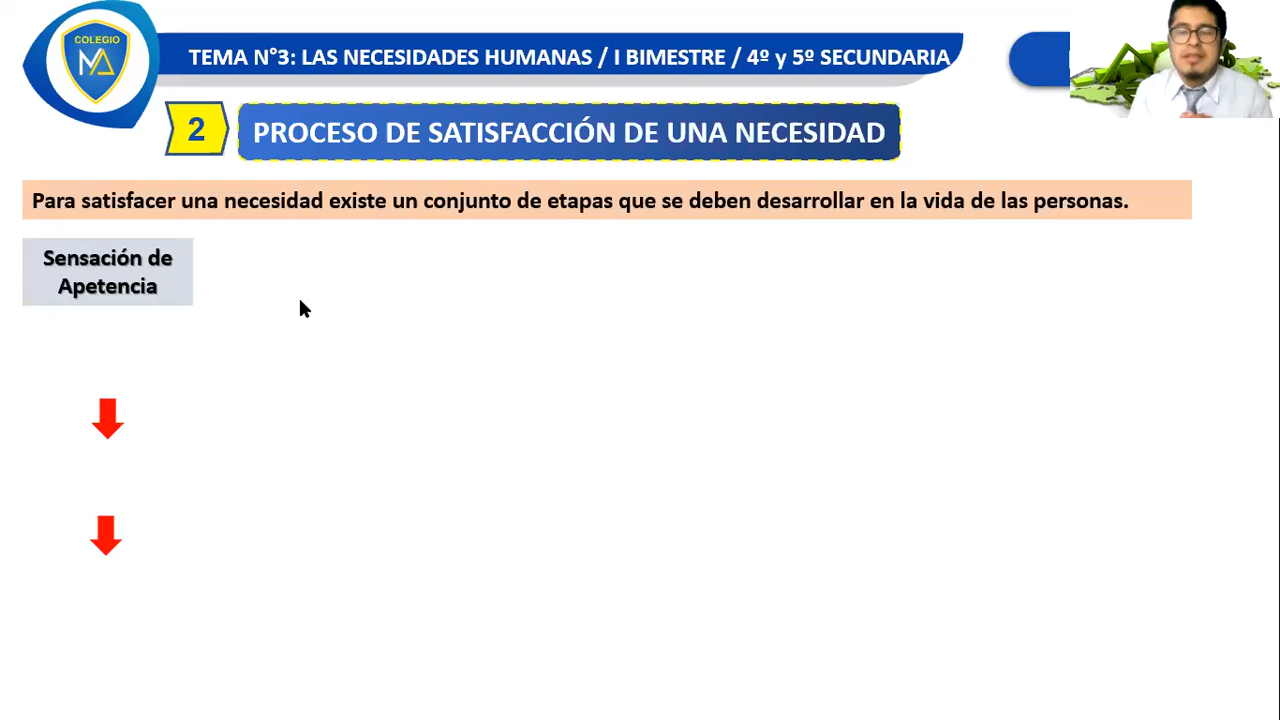 COLEGIO
MA
TEMA N°3: LAS NECESIDADES HUMANAS / I BIMESTRE / 4º y 5º SECUNDARIA
2
PROCESO DE SATISFACCIÓN DE UNA NECESIDAD
Para satisfacer una necesidad existe un conjunto de etapas que se deben desarrollar en la vida de las personas.
Sensación de
Apetencia